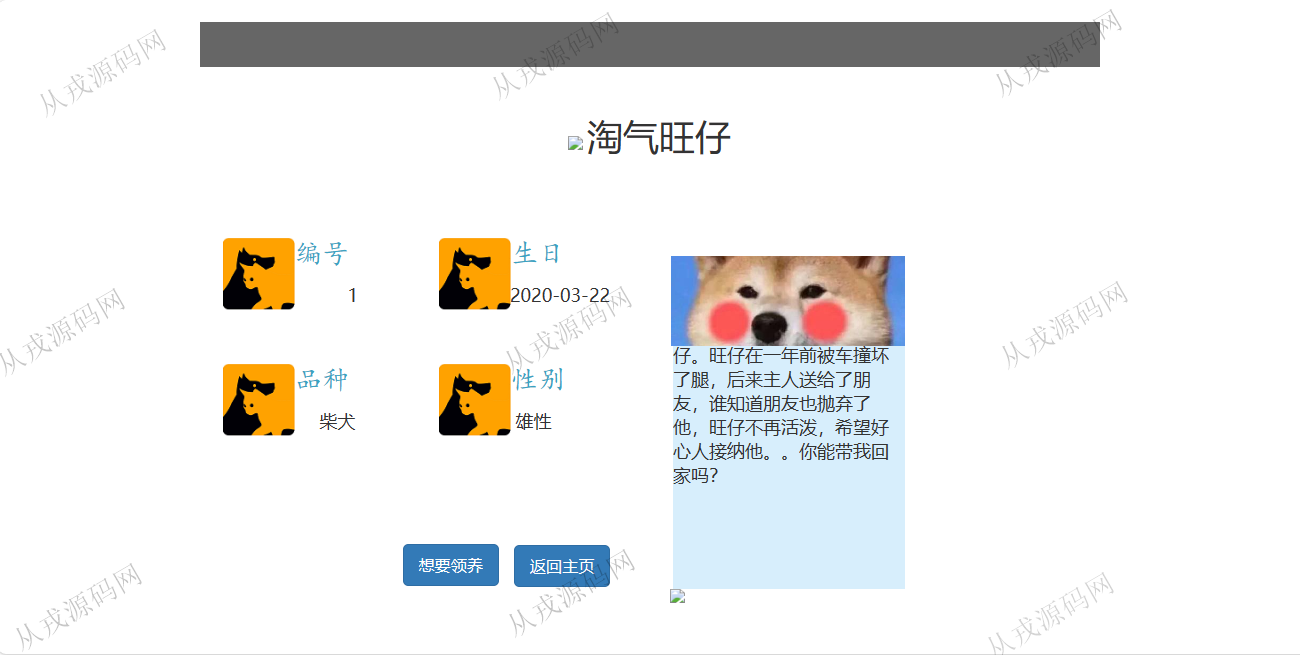 从戎源码网
从戎源码网
从戎源码网
淘气旺仔
编号
1
生日
2020-03-22
品种
柴犬
性别
雄性
仔。旺仔在一年前被车撞坏
了腿，后来主人送给了朋
友，谁知道朋友也抛弃了
他，旺仔不再活泼，希望好
心人接纳他。。你能带我回
家吗？
从戎源码网
从戎源码网
从戎源码网
想要领养
返回主页
从戎源码网
从戎源码网
从戎源码网